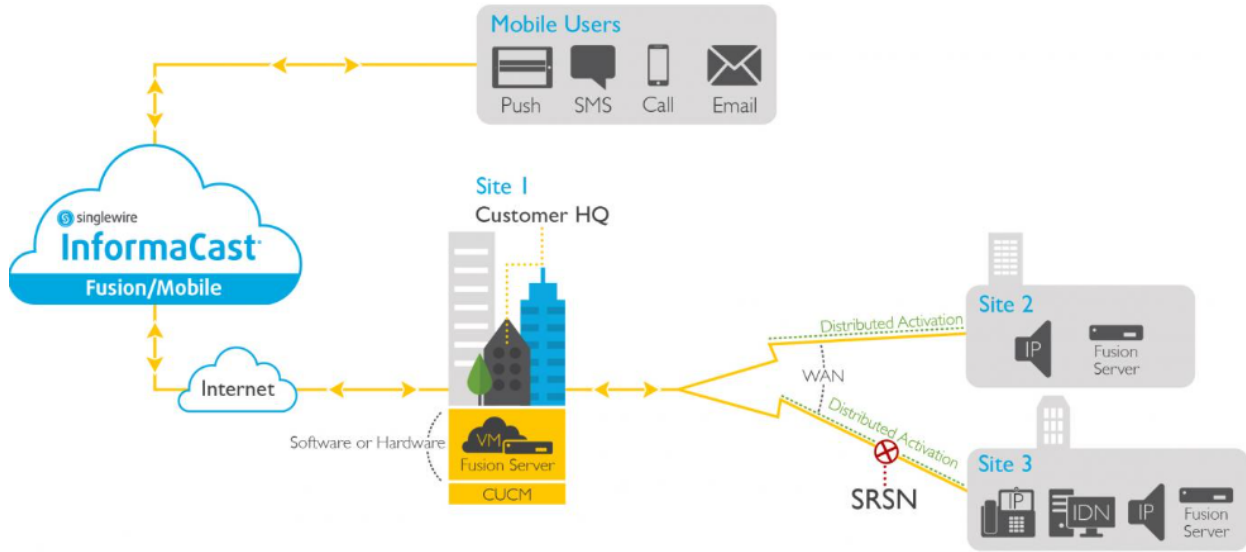 Mobile Users
Push SMS Call Email
singlewire
InformaCast
Fusion/Mobile
Site 1
Customer HQ
Internet
Software or Hardware
VM
Fusion Server
CUCM
Distributed Activation
WAN
Distributed Activation
SRSN
Site 2
IP
Fusion
Server
Site 3
IP
IDN
IP
Fusion
Server